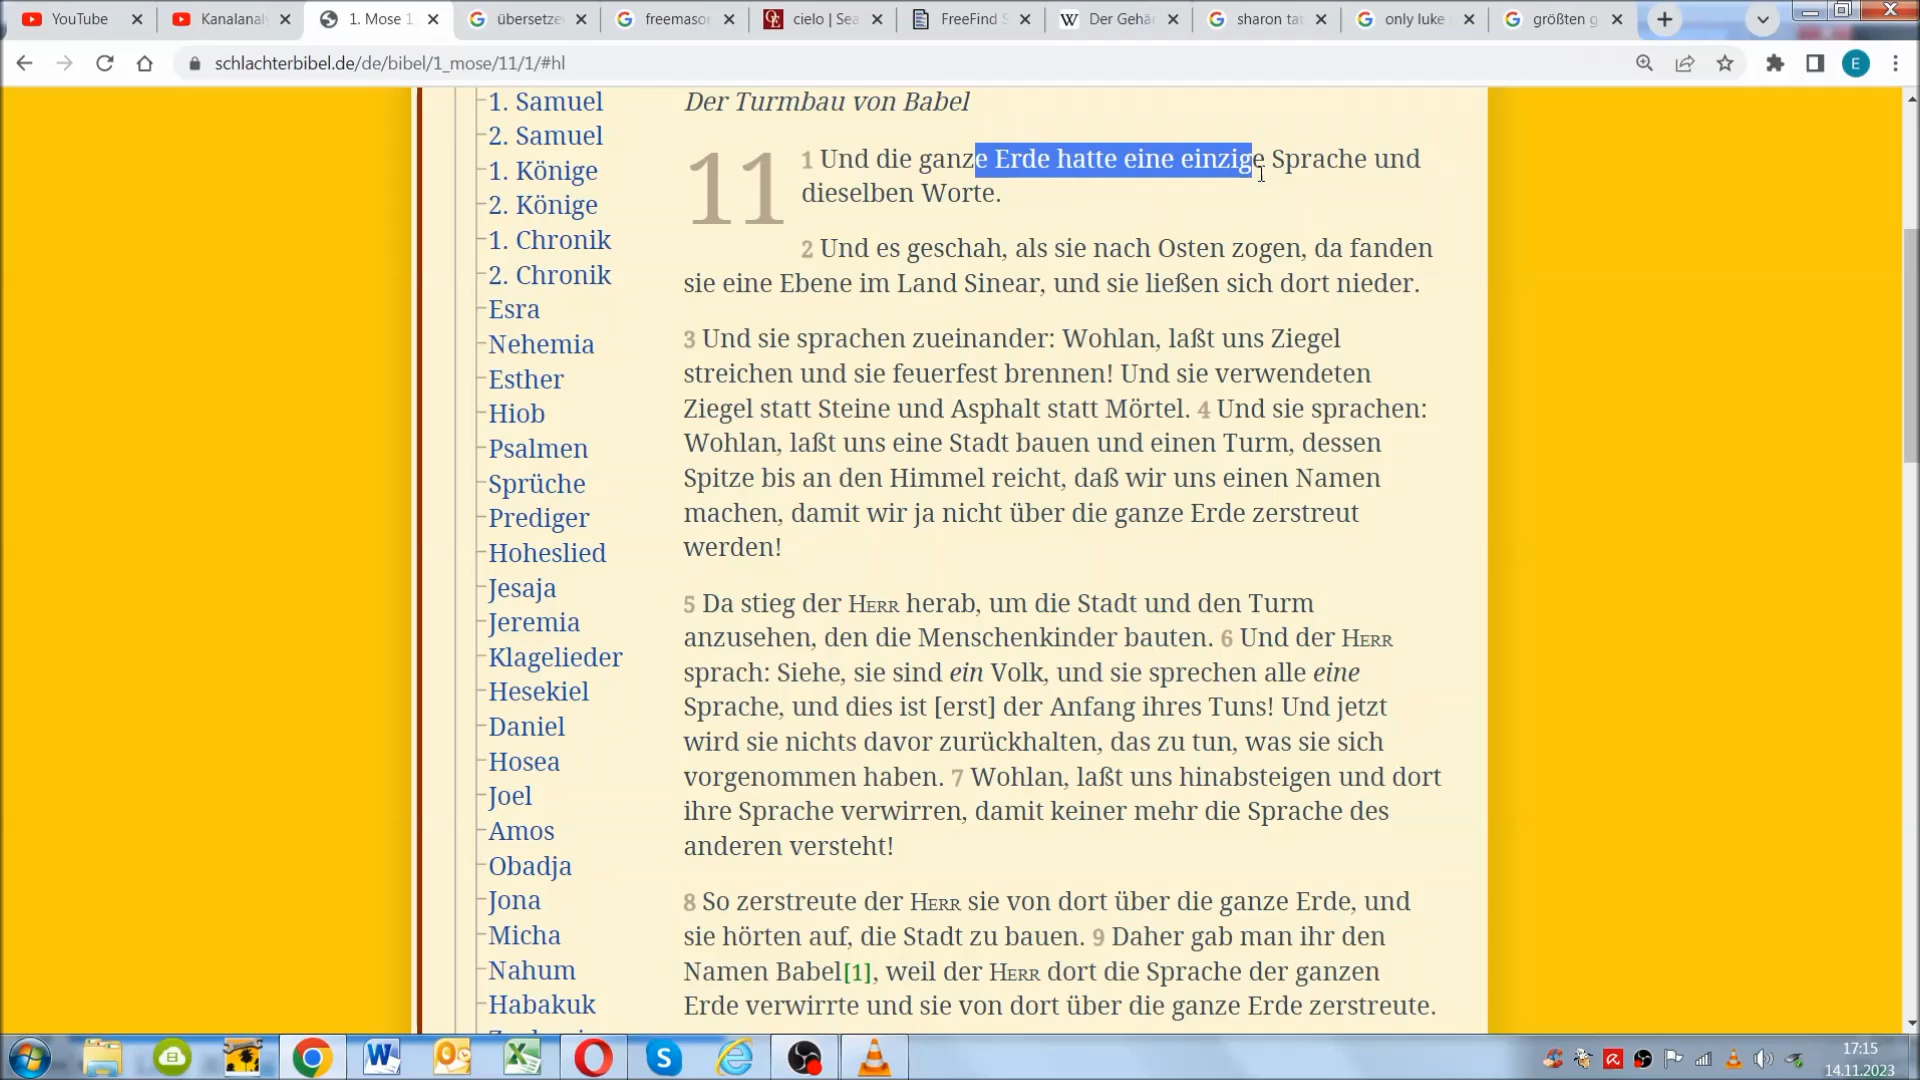 YouTube
Kanalanal
1. Mose 1
übersetze
freemason
cielo | Sea
FreeFind S
Der Gehä
sharon tat
only luke
größten g
schlachterbibel.de/de/bibel/1_mose/11/1/#hl
E
1. Samuel
2. Samuel
1. Könige
2. Könige
1. Chronik
2. Chronik
Esra
Nehemia
Esther
Hiob
Psalmen
Sprüche
Prediger
Hoheslied
Jesaja
Jeremia
Klagelieder
Hesekiel
Daniel
Hosea
Joel
Amos
Obadja
Jona
Micha
Nahum
Habakuk
Der Turmbau von Babel
11
1 Und die ganze Erde hatte eine einzige Sprache und
dieselben Worte.
2 Und es geschah, als sie nach Osten zogen, da fanden
sie eine Ebene im Land Sinear, und sie ließen sich dort nieder.
3 Und sie sprachen zueinander: Wohlan, laßt uns Ziegel
streichen und sie feuerfest brennen! Und sie verwendeten
Ziegel statt Steine und Asphalt statt Mörtel. 4 Und sie sprachen:
Wohlan, laßt uns eine Stadt bauen und einen Turm, dessen
Spitze bis an den Himmel reicht, daß wir uns einen Namen
machen, damit wir ja nicht über die ganze Erde zerstreut
werden!
5 Da stieg der HERR herab, um die Stadt und den Turm
anzusehen, den die Menschenkinder bauten. 6 Und der HERR
sprach: Siehe, sie sind ein Volk, und sie sprechen alle eine
Sprache, und dies ist [erst] der Anfang ihres Tuns! Und jetzt
wird sie nichts davor zurückhalten, das zu tun, was sie sich
vorgenommen haben. 7 Wohlan, laßt uns hinabsteigen und dort
ihre Sprache verwirren, damit keiner mehr die Sprache des
anderen versteht!
8 So zerstreute der HERR sie von dort über die ganze Erde, und
sie hörten auf, die Stadt zu bauen. 9 Daher gab man ihr den
Namen Babel[1], weil der HERR dort die Sprache der ganzen
Erde verwirrte und sie von dort über die ganze Erde zerstreute.
17:15
14.11.2023